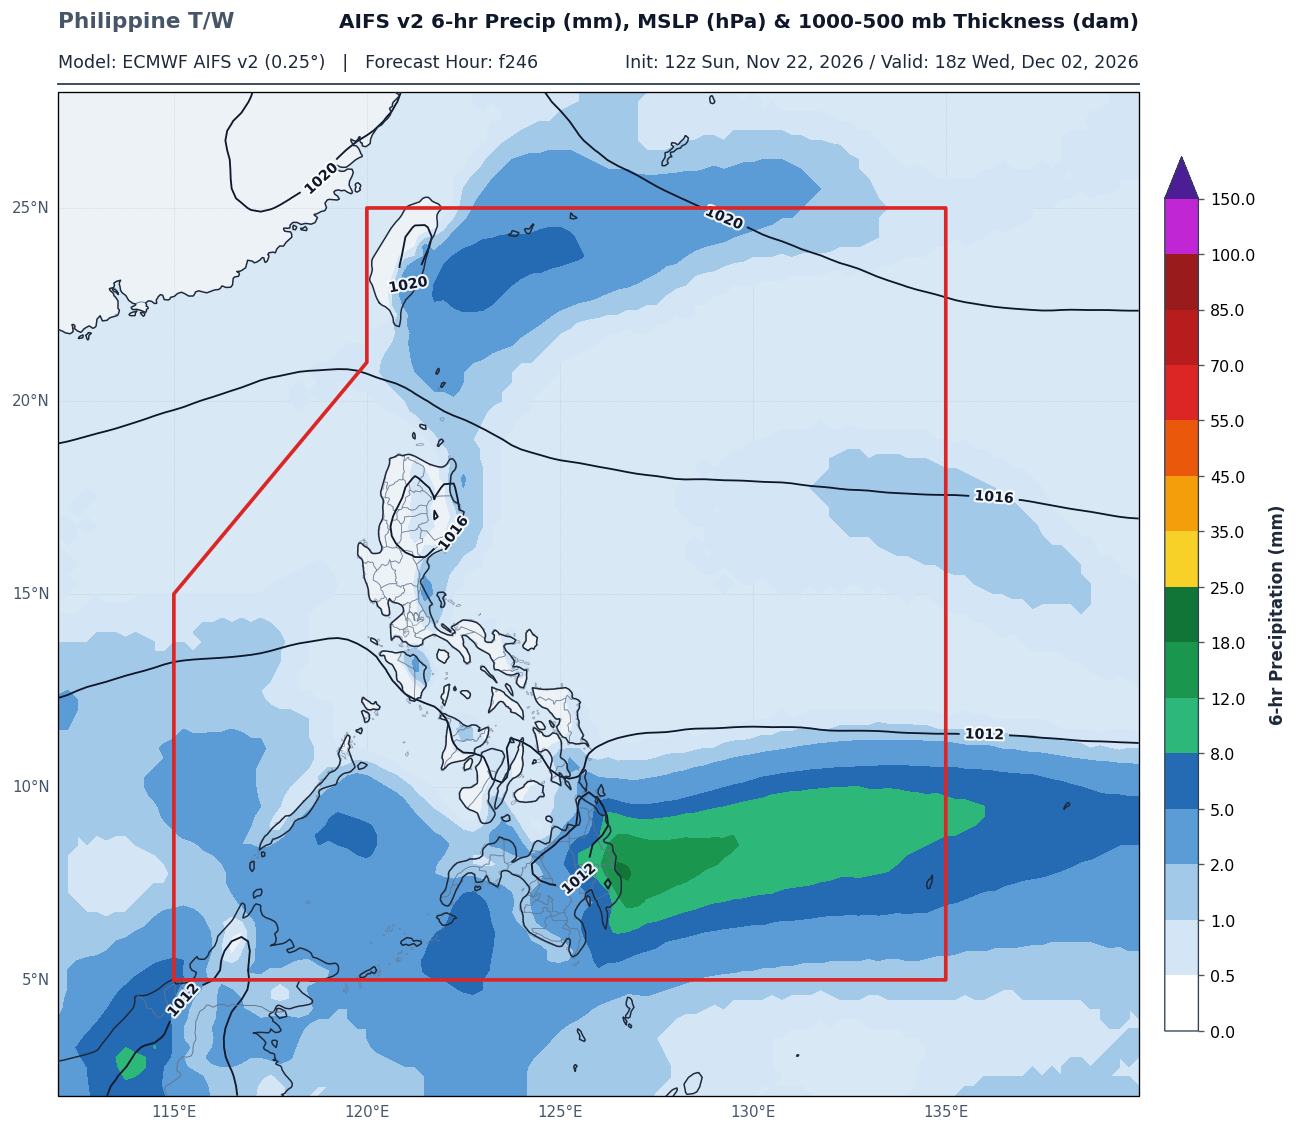 Philippine T/W
AIFS v2 6-hr Precip (mm), MSLP (hPa) & 1000-500 mb Thickness (dam)
Model: ECMWF AIFS v2 (0.25°) | Forecast Hour: f246
Init: 12z Sun, Nov 22, 2026 / Valid: 18z Wed, Dec 02, 2026
1020
1020
1020
1016
1016
1012
1012
1012
25°N
20°N
15°N
10°N
5°N
115°E
120°E
125°E
130°E
135°E
150.0
100.0
85.0
70.0
55.0
45.0
35.0
25.0
18.0
12.0
8.0
5.0
2.0
1.0
0.5
0.0
6-hr Precipitation (mm)